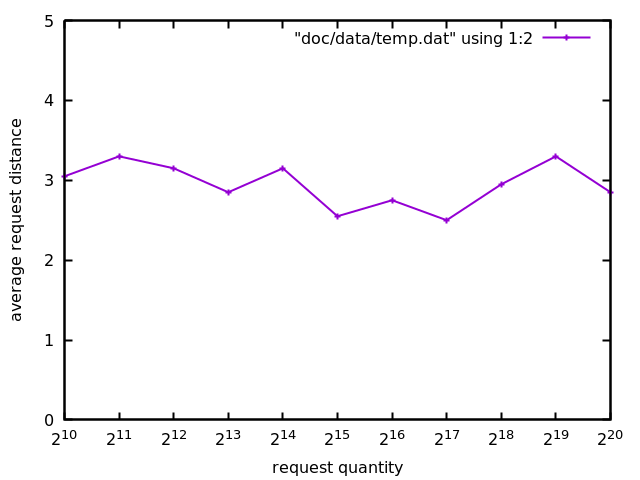 5
"doc/data/temp.dat" using 1:2
4
average request distance
3
2
1
0
2^10 2^11 2^12 2^13 2^14 2^15 2^16 2^17 2^18 2^19 2^20
request quantity